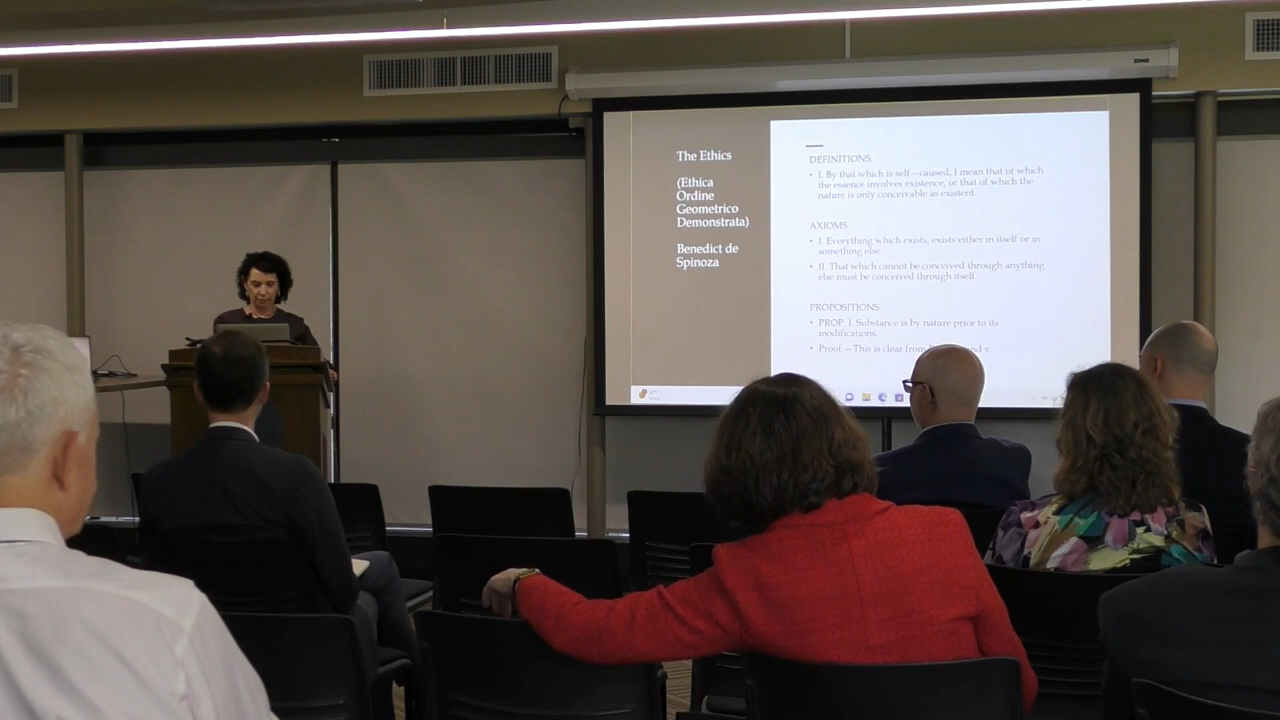 The Ethics
(Ethica
Ordine
Geometrico
Demonstrata)
Benedict de
Spinoza
DEFINITIONS.
• I. By that which is self—caused, I mean that of which
the essence involves existence, or that of which the
nature is only conceivable as existent.
AXIOMS.
• I. Everything which exists, exists either in itself or in
something else.
• II. That which cannot be conceived through anything
else must be conceived through itself.
PROPOSITIONS.
• PROP. I. Substance is by nature prior to its
modifications.
• Proof.—This is clear from and v.